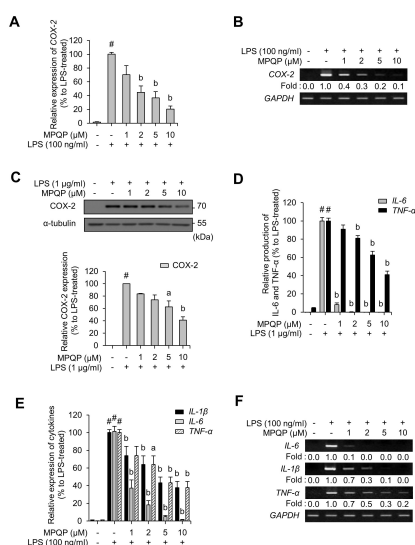 A
Relative expression of COX-2
(% to LPS-treated)
120
100
80
60
40
20
0
#
b
b
b
- - 1 2 5 10
MPQP (µM)
LPS (100 ng/ml) - + + + + +
B
LPS (100 ng/ml) - + + + + +
MPQP (µM) - - 1 2 5 10
COX-2
Fold : 0.0 1.0 0.4 0.3 0.2 0.1
GAPDH
C
LPS (1 µg/ml) - + + + + +
MPQP (µM) - - 1 2 5 10
COX-2 70
α-tubulin 55
(kDa)
Relative COX-2 expression
(% to LPS-treated)
120
100
80
60
40
20
0
COX-2
#
a
b
MPQP (µM) - - 1 2 5 10
LPS (1 µg/ml) - + + + + +
D
Relative production of
IL-6 and TNF-α (% to LPS-treated)
120
100
80
60
40
20
0
IL-6
TNF-α
# #
b b b b b b b
MPQP (µM) - - 1 2 5 10
LPS (1 µg/ml) - + + + + +
E
Relative expression of cytokines
(% to LPS-treated)
120
100
80
60
40
20
0
IL-1β
IL-6
TNF-α
# # #
a b b b a b b b b b b
MPQP (µM) - - 1 2 5 10
LPS (100 ng/ml) - + + + + +
F
LPS (100 ng/ml) - + + + + +
MPQP (µM) - - 1 2 5 10
IL-6
Fold : 0.0 1.0 0.1 0.0 0.0 0.0
IL-1β
Fold : 0.0 1.0 0.7 0.3 0.1 0.0
TNF-α
Fold : 0.0 1.0 0.7 0.5 0.3 0.2
GAPDH